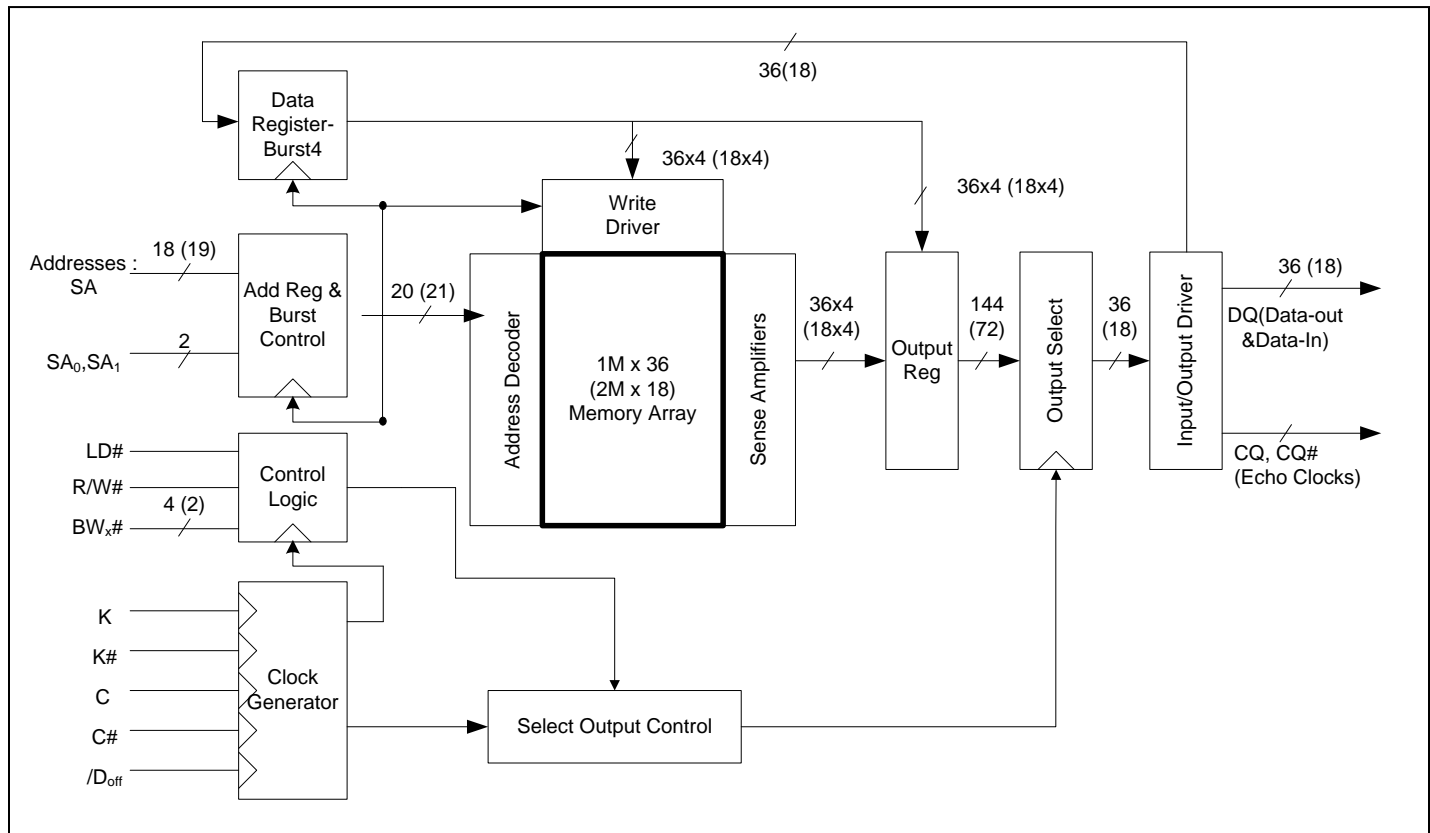 36(18)
Data
Register-
Burst4
36x4 (18x4)
36x4 (18x4)
Write
Driver
Addresses :
SA
18 (19)
SA0,SA1
2
Add Reg &
Burst
Control
20 (21)
Address Decoder
1M x 36
(2M x 18)
Memory Array
Sense Amplifiers
36x4
(18x4)
Output
Reg
144
(72)
Output Select
36
(18)
Input/Output Driver
36 (18)
DQ(Data-out
&Data-In)
CQ, CQ#
(Echo Clocks)
LD#
R/W#
BWx#
4 (2)
Control
Logic
K
K#
C
C#
/Doff
Clock
Generator
Select Output Control